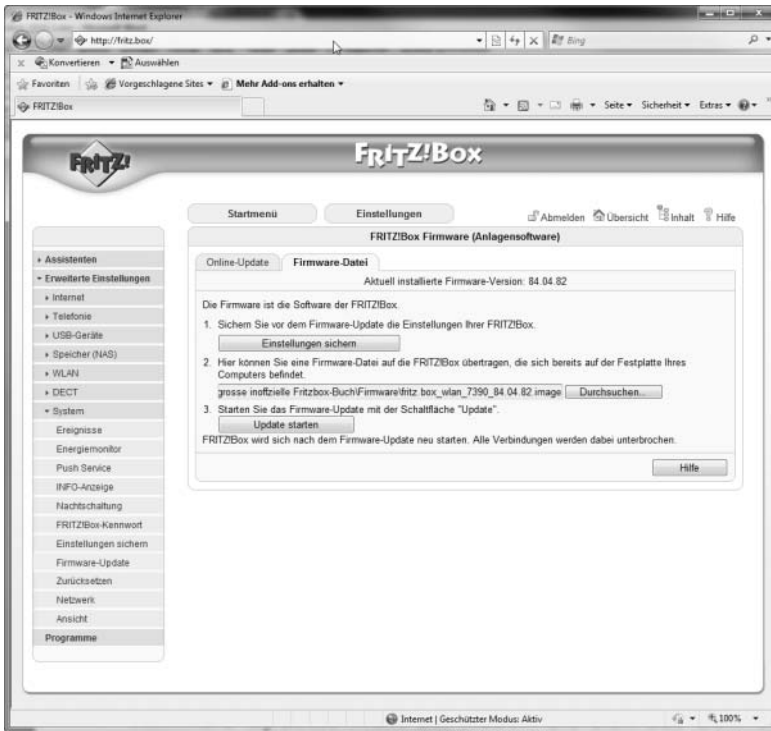 FRITZ!Box - Windows Internet Explorer
http://fritz.box/
Bing
x Konvertieren Auswählen
Favoriten Vorgeschlagene Sites Mehr Add-ons erhalten
FRITZ!Box
Seite Sicherheit Extras
FRITZ!
FRITZ!BOX
Startmenü Einstellungen Abmelden Übersicht Inhalt Hilfe
FRITZ!Box Firmware (Anlagensoftware)
Assistenten
Erweiterte Einstellungen
Internet
Telefonie
USB-Geräte
Speicher (NAS)
WLAN
DECT
System
Ereignisse
Energiemonitor
Push Service
INFO-Anzeige
Nachtschaltung
FRITZ!Box-Kennwort
Einstellungen sichern
Firmware-Update
Zurücksetzen
Netzwerk
Ansicht
Programme
Online-Update Firmware-Datei
Aktuell installierte Firmware-Version: 84.04.82
Die Firmware ist die Software der FRITZ!Box.
1. Sichern Sie vor dem Firmware-Update die Einstellungen Ihrer FRITZ!Box.
Einstellungen sichern
2. Hier können Sie eine Firmware-Datei auf die FRITZ!Box übertragen, die sich bereits auf der Festplatte Ihres
Computers befindet.
grosse inoffzielle Fritzbox-Buch\Firmware\fritz.box_wlan_7390_84.04.82.image Durchsuchen...
3. Starten Sie das Firmware-Update mit der Schaltfläche "Update".
Update starten
FRITZ!Box wird sich nach dem Firmware-Update neu starten. Alle Verbindungen werden dabei unterbrochen.
Hilfe
Internet | Geschützter Modus: Aktiv
100%